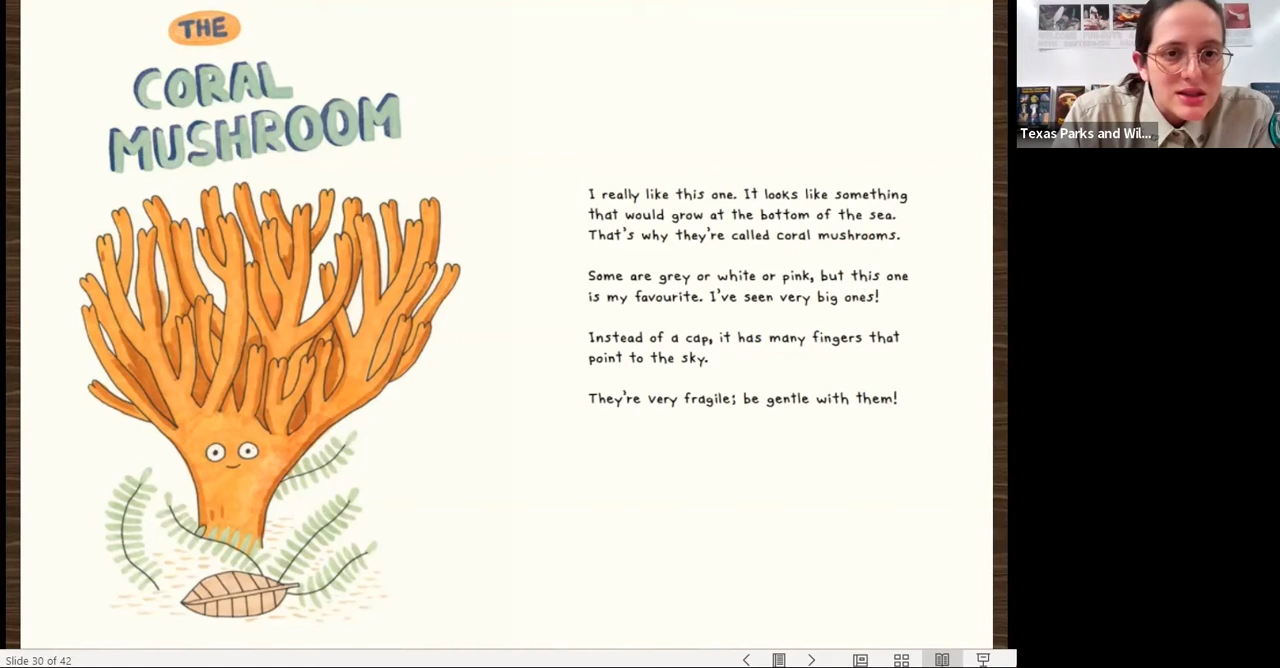 THE
CORAL
MUSHROOM
I really like this one. It looks like something
that would grow at the bottom of the sea.
That's why they're called coral mushrooms.
Some are grey or white or pink, but this one
is my favourite. I've seen very big ones!
Instead of a cap, it has many fingers that
point to the sky.
They're very fragile; be gentle with them!
Texas Parks and Wil...
Slide 30 of 42